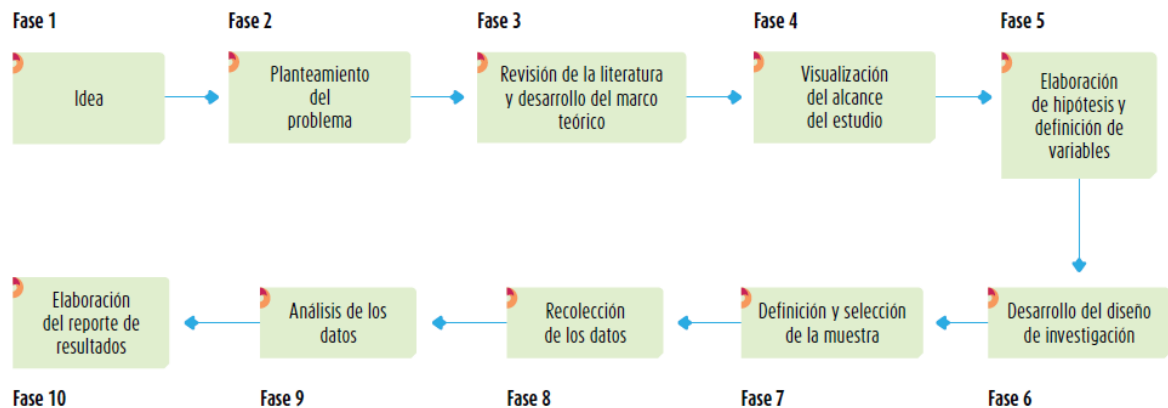 Fase 1
Fase 2
Fase 3
Fase 4
Fase 5
Idea
Planteamiento
del
problema
Revisión de la literatura
y desarrollo del marco
teórico
Visualización
del alcance
del estudio
Elaboración
de hipótesis y
definición de
variables
Desarrollo del diseño
de investigación
Definición y selección
de la muestra
Recolección
de los datos
Análisis de los
datos
Elaboración
del reporte de
resultados
Fase 10
Fase 9
Fase 8
Fase 7
Fase 6